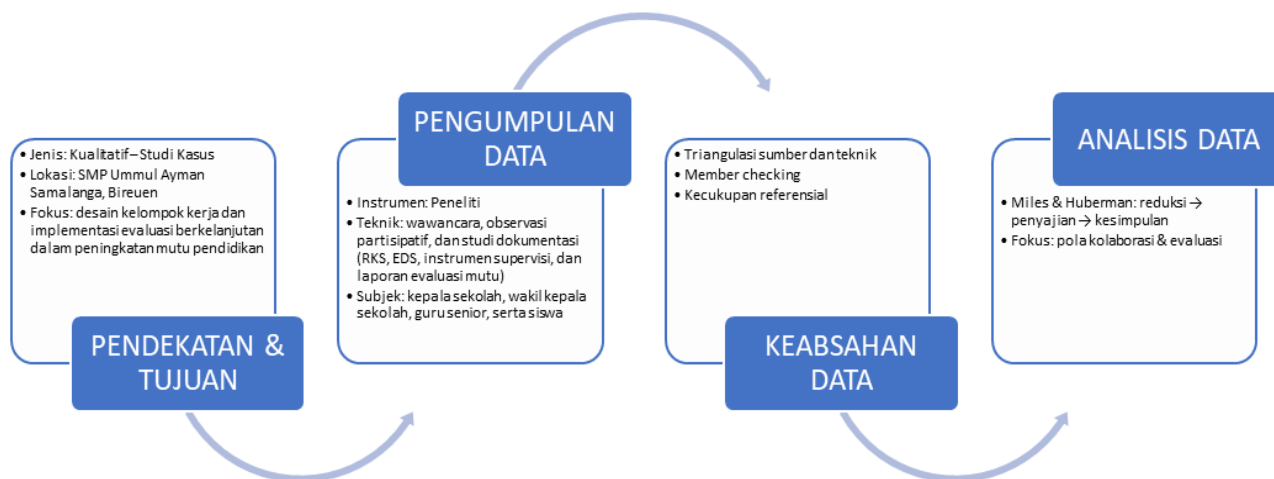 • Jenis: Kualitatif – Studi Kasus
• Lokasi: SMP Ummul Ayman
Samalanga, Bireuen
• Fokus: desain kelompok kerja dan
implementasi evaluasi berkelanjutan
dalam peningkatan mutu pendidikan
PENDEKATAN &
TUJUAN
PENGUMPULAN
DATA
• Instrumen: Peneliti
• Teknik: wawancara, observasi
partisipatif, dan studi dokumentasi
(RKS, EDS, instrumen supervisi, dan
laporan evaluasi mutu)
• Subjek: kepala sekolah, wakil kepala
sekolah, guru senior, serta siswa
• Triangulasi sumber dan teknik
• Member checking
• Kecukupan referensial
KEABSAHAN
DATA
ANALISIS DATA
• Miles & Huberman: reduksi →
penyajian → kesimpulan
• Fokus: pola kolaborasi & evaluasi